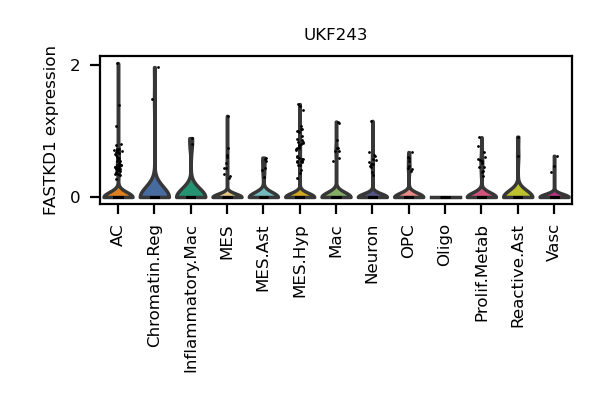 UKF243
FASTKD1 expression
2
0
AC
Chromatin.Reg
Inflammatory.Mac
MES
MES.Ast
MES.Hyp
Mac
Neuron
OPC
Oligo
Prolif.Metab
Reactive.Ast
Vasc